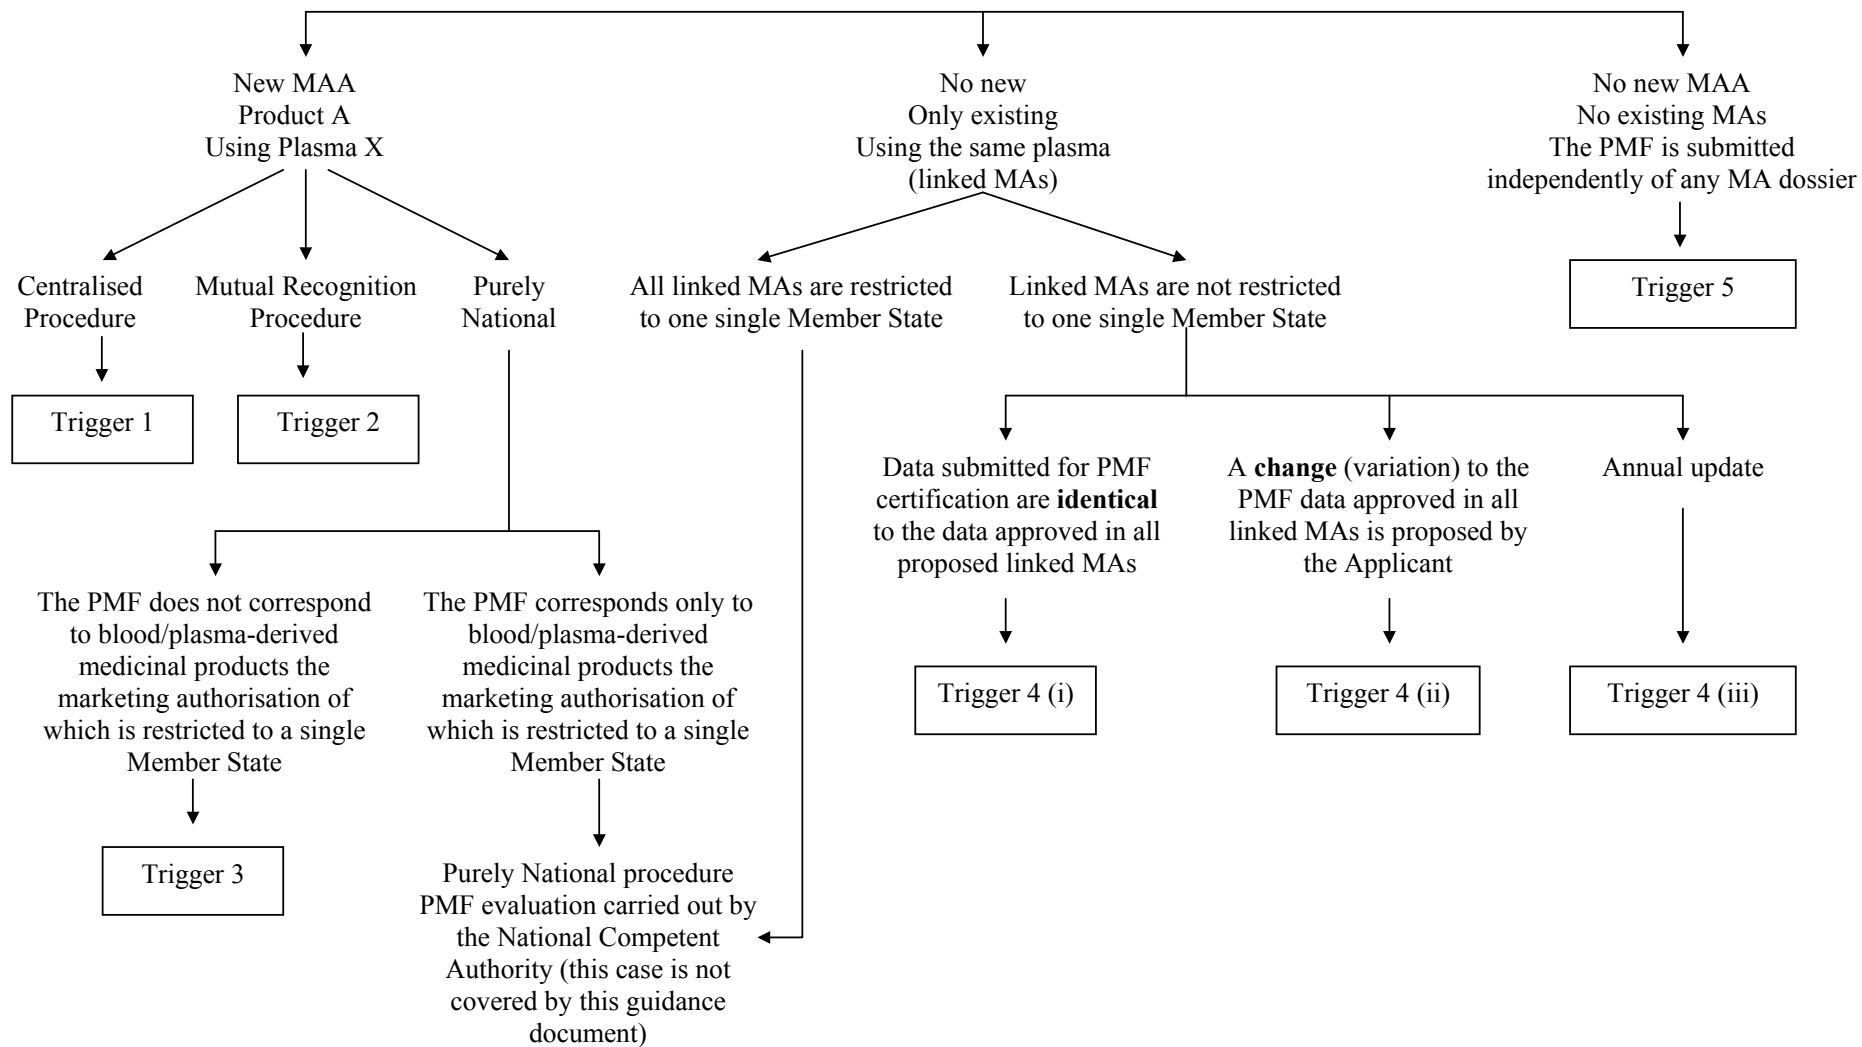 New MAA
Product A
Using Plasma X
No new
Only existing
Using the same plasma
(linked MAs)
No new MAA
No existing MAs
The PMF is submitted
independently of any MA dossier
Centralised
Procedure
Mutual Recognition
Procedure
Purely
National
All linked MAs are restricted
to one single Member State
Linked MAs are not restricted
to one single Member State
Trigger 5
Trigger 1
Trigger 2
Data submitted for PMF
certification are identical
to the data approved in all
proposed linked MAs
A change (variation) to the
PMF data approved in all
linked MAs is proposed by
the Applicant
Annual update
The PMF does not correspond
to blood/plasma-derived
medicinal products the
marketing authorisation of
which is restricted to a single
Member State
The PMF corresponds only to
blood/plasma-derived
medicinal products the
marketing authorisation of
which is restricted to a single
Member State
Trigger 4 (i)
Trigger 4 (ii)
Trigger 4 (iii)
Trigger 3
Purely National procedure
PMF evaluation carried out by
the National Competent
Authority (this case is not
covered by this guidance
document)